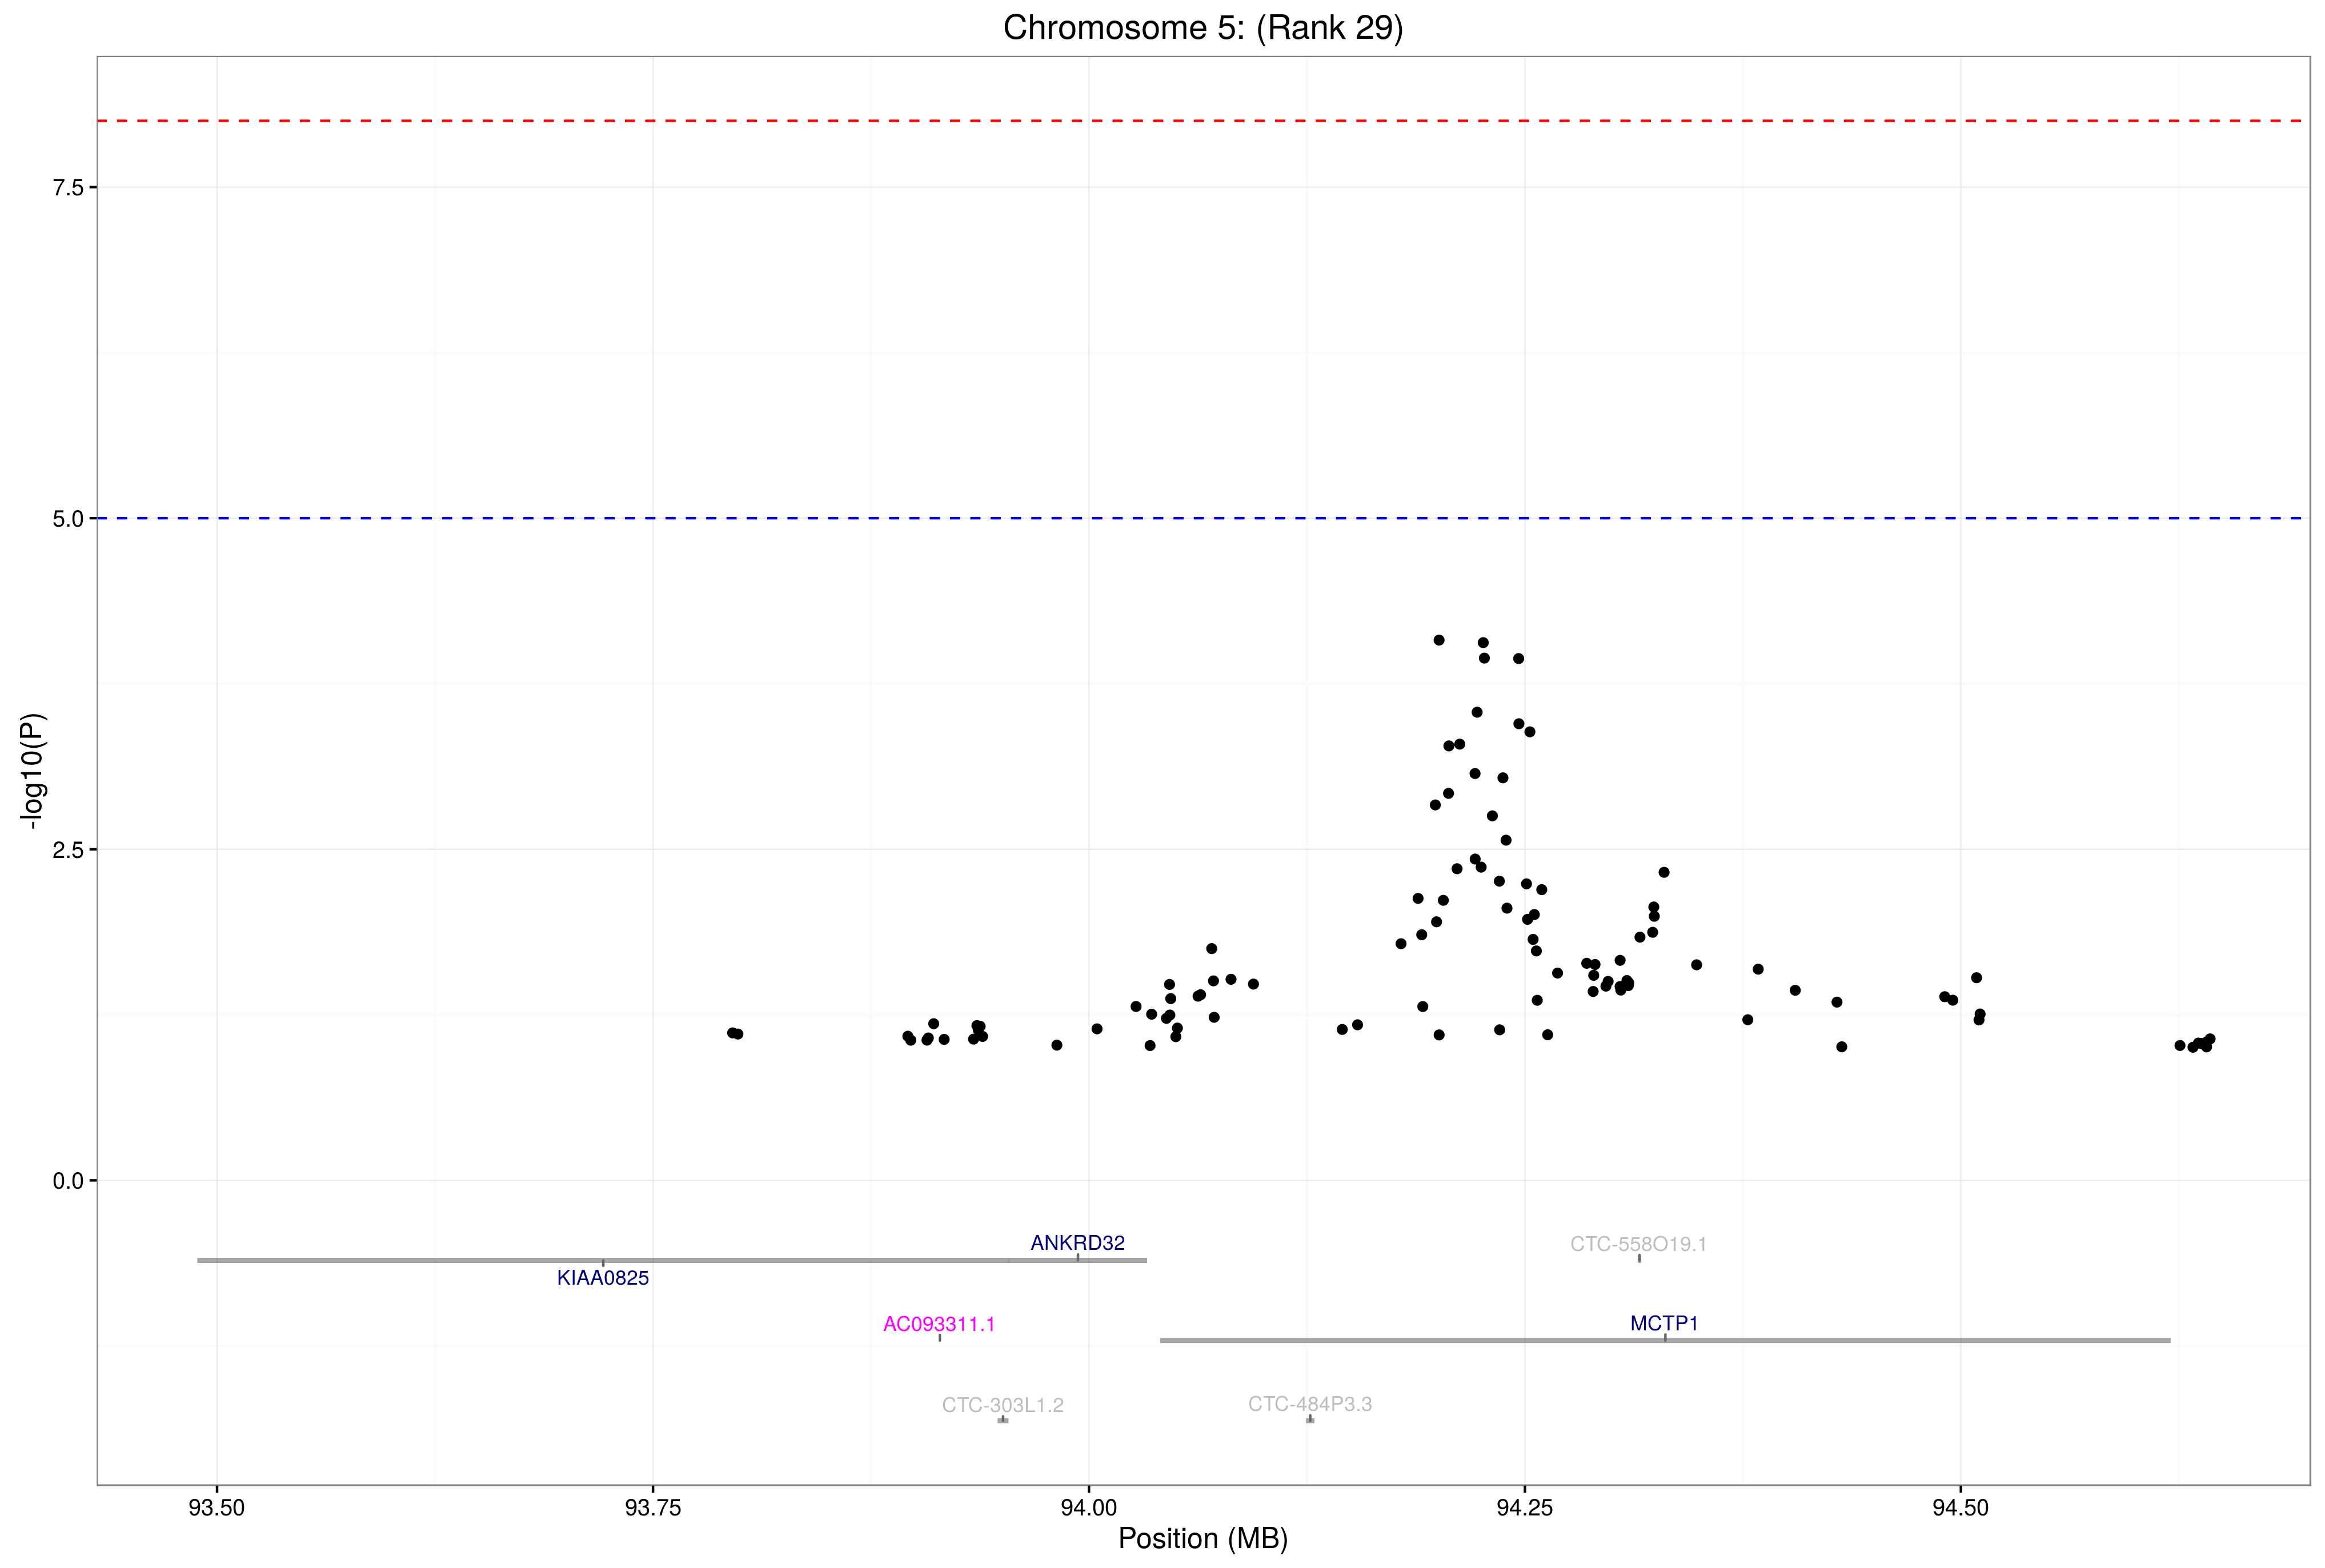 Chromosome 5: (Rank 29)
7.5
5.0
2.5
0.0
-log10(P)
ANKRD32
CTC-558O19.1
KIAA0825
AC093311.1
MCTP1
CTC-303L1.2
CTC-484P3.3
93.50
93.75
94.00
94.25
94.50
Position (MB)